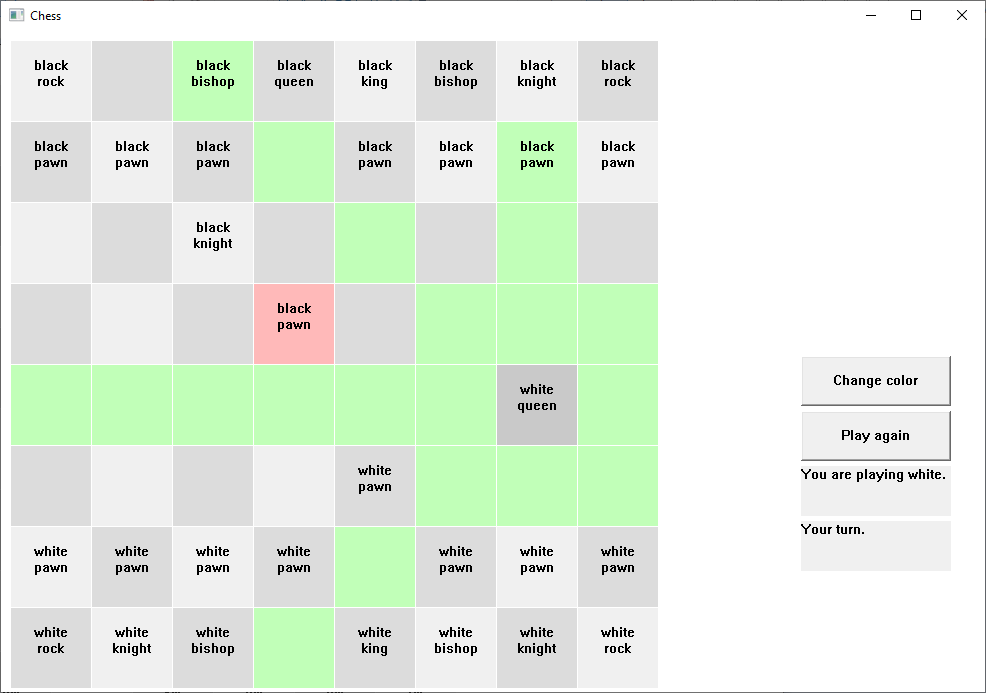 Chess
black
rock
black
bishop
black
queen
black
king
black
bishop
black
knight
black
rock
black
pawn
black
pawn
black
pawn
black
pawn
black
pawn
black
pawn
black
pawn
black
knight
black
pawn
white
queen
white
pawn
white
pawn
white
pawn
white
pawn
white
pawn
white
pawn
white
pawn
white
pawn
white
rock
white
knight
white
bishop
white
king
white
bishop
white
knight
white
rock
Change color
Play again
You are playing white.
Your turn.